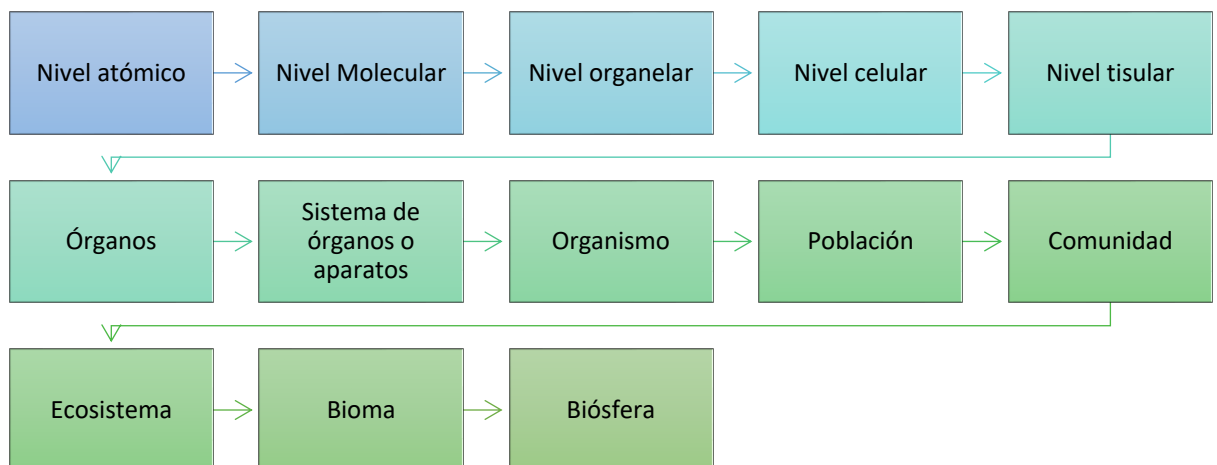 Nivel atómico
Nivel Molecular
Nivel organelar
Nivel celular
Nivel tisular
Órganos
Sistema de
órganos o
aparatos
Organismo
Población
Comunidad
Ecosistema
Bioma
Biósfera